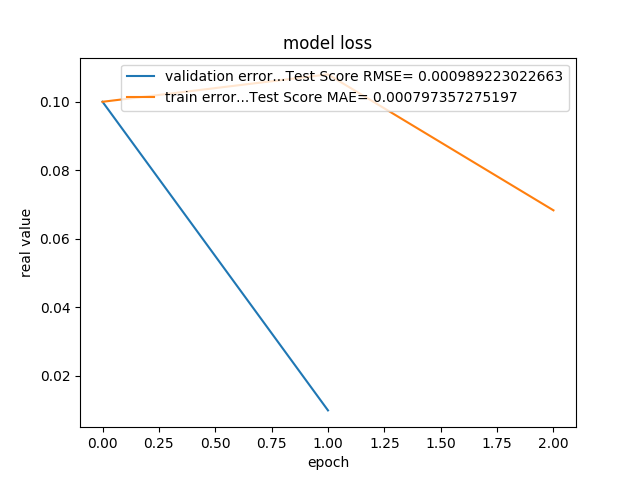 model loss
validation error...Test Score RMSE= 0.000989223022663
train error...Test Score MAE= 0.000797357275197
0.10
0.08
0.06
0.04
0.02
real value
0.00 0.25 0.50 0.75 1.00 1.25 1.50 1.75 2.00
epoch